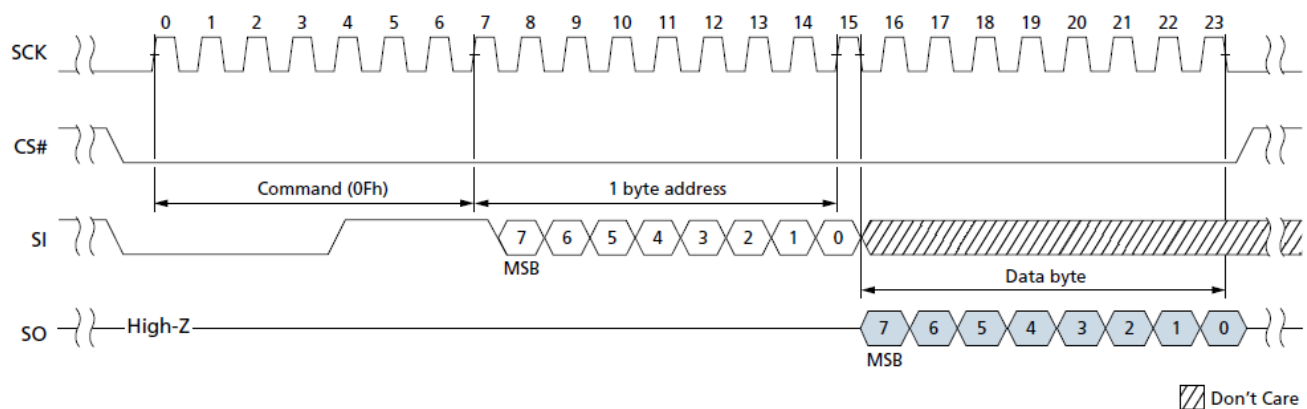 0 1 2 3 4 5 6 7 8 9 10 11 12 13 14 15 16 17 18 19 20 21 22 23
SCK
CS#
Command (0Fh) 1 byte address
SI 7 6 5 4 3 2 1 0
MSB
Data byte
SO High-Z 7 6 5 4 3 2 1 0
MSB
Don't Care